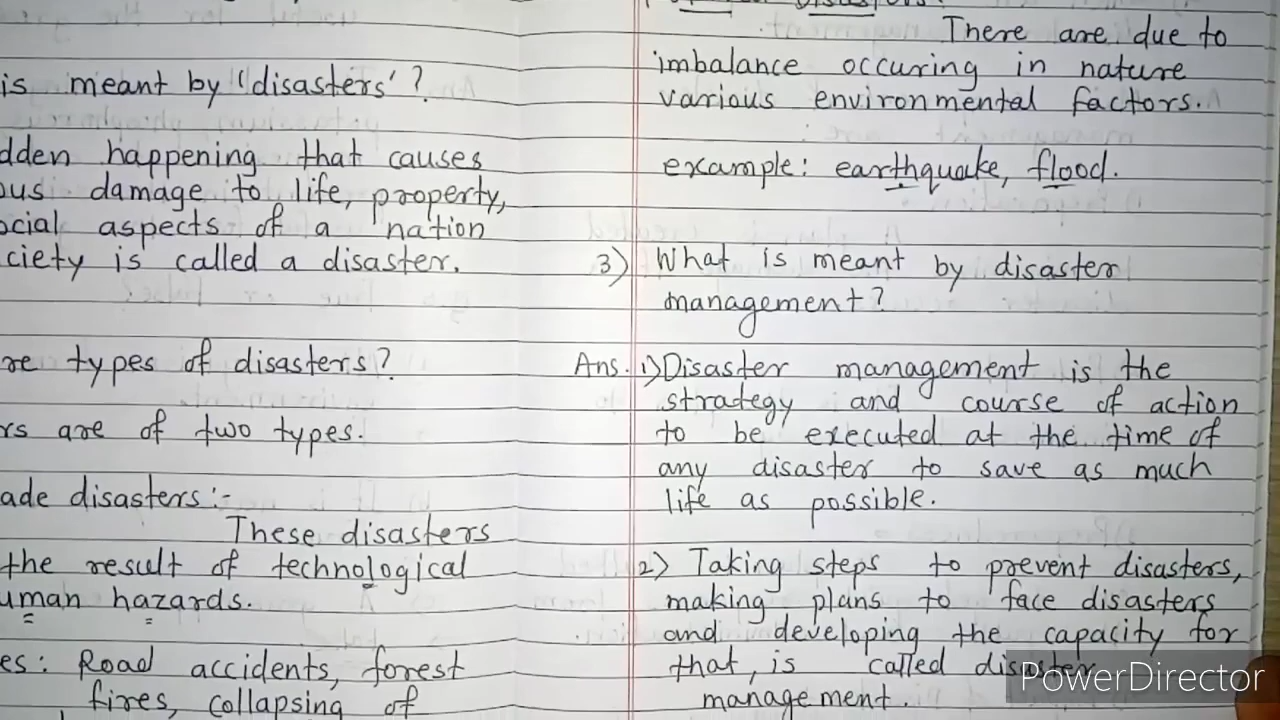 is meant by 'disasters'?
dden happening that causes
ous damage to life, property,
ocial aspects of a nation
ciety is called a disaster.
re types of disasters?
rs are of two types.
ade disasters:-
These disasters
the result of technological
uman hazards.
es: Road accidents, forest
fires, collapsing of
There are due to
imbalance occuring in nature
various environmental factors.
example: earthquake, flood.
3) What is meant by disaster
management?
Ans. 1) Disaster management is the
strategy and course of action
to be executed at the time of
any disaster to save as much
life as possible.
2) Taking steps to prevent disasters,
making plans to face disasters
and developing the capacity for
that, is called disaster
management.
PowerDirector